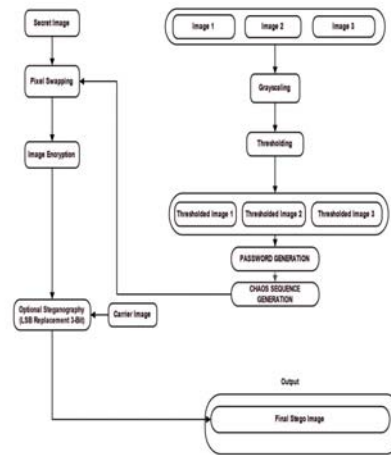 Secret Image
Pixel Swapping
Image Encryption
Optional Steganography
(LSB Replacement 3-Bit)
Carrier Image
Image 1
Image 2
Image 3
Grayscaling
Thresholding
Thresholded Image 1
Thresholded Image 2
Thresholded Image 3
PASSWORD GENERATION
CHAOS SEQUENCE
GENERATION
Output
Final Stego Image